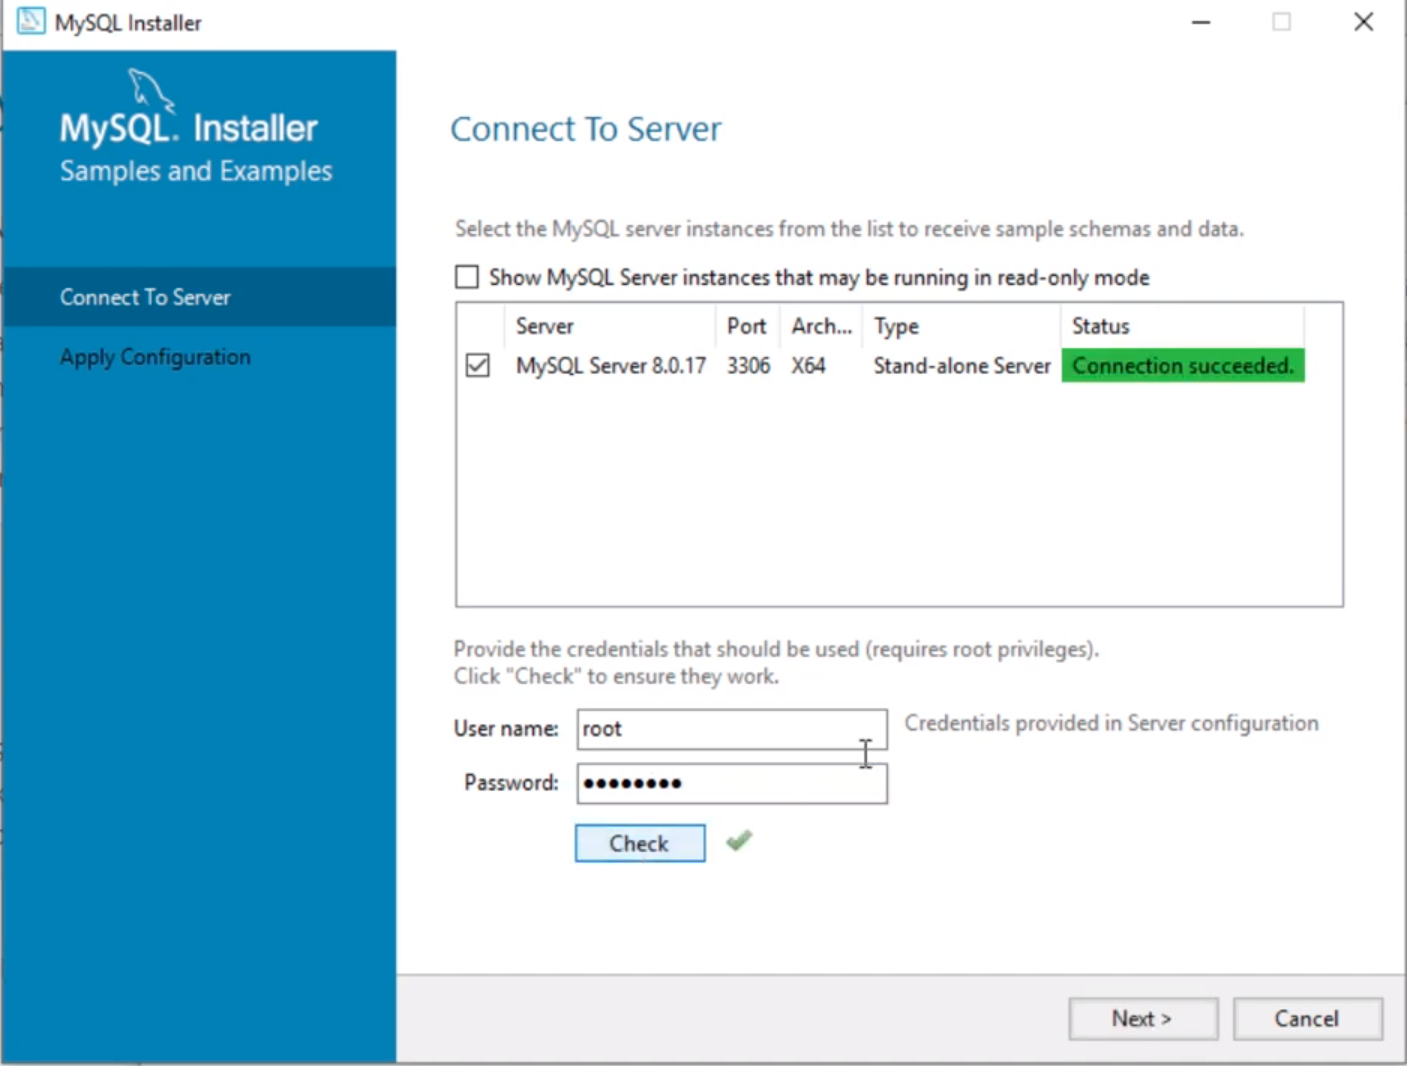 MySQL Installer
MySQL. Installer
Samples and Examples
Connect To Server
Apply Configuration
Connect To Server
Select the MySQL server instances from the list to receive sample schemas and data.
Show MySQL Server instances that may be running in read-only mode
Server Port Arch... Type Status
MySQL Server 8.0.17 3306 X64 Stand-alone Server Connection succeeded.
Provide the credentials that should be used (requires root privileges).
Click "Check" to ensure they work.
User name: root Credentials provided in Server configuration
Password: ••••••••
Check
Next > Cancel